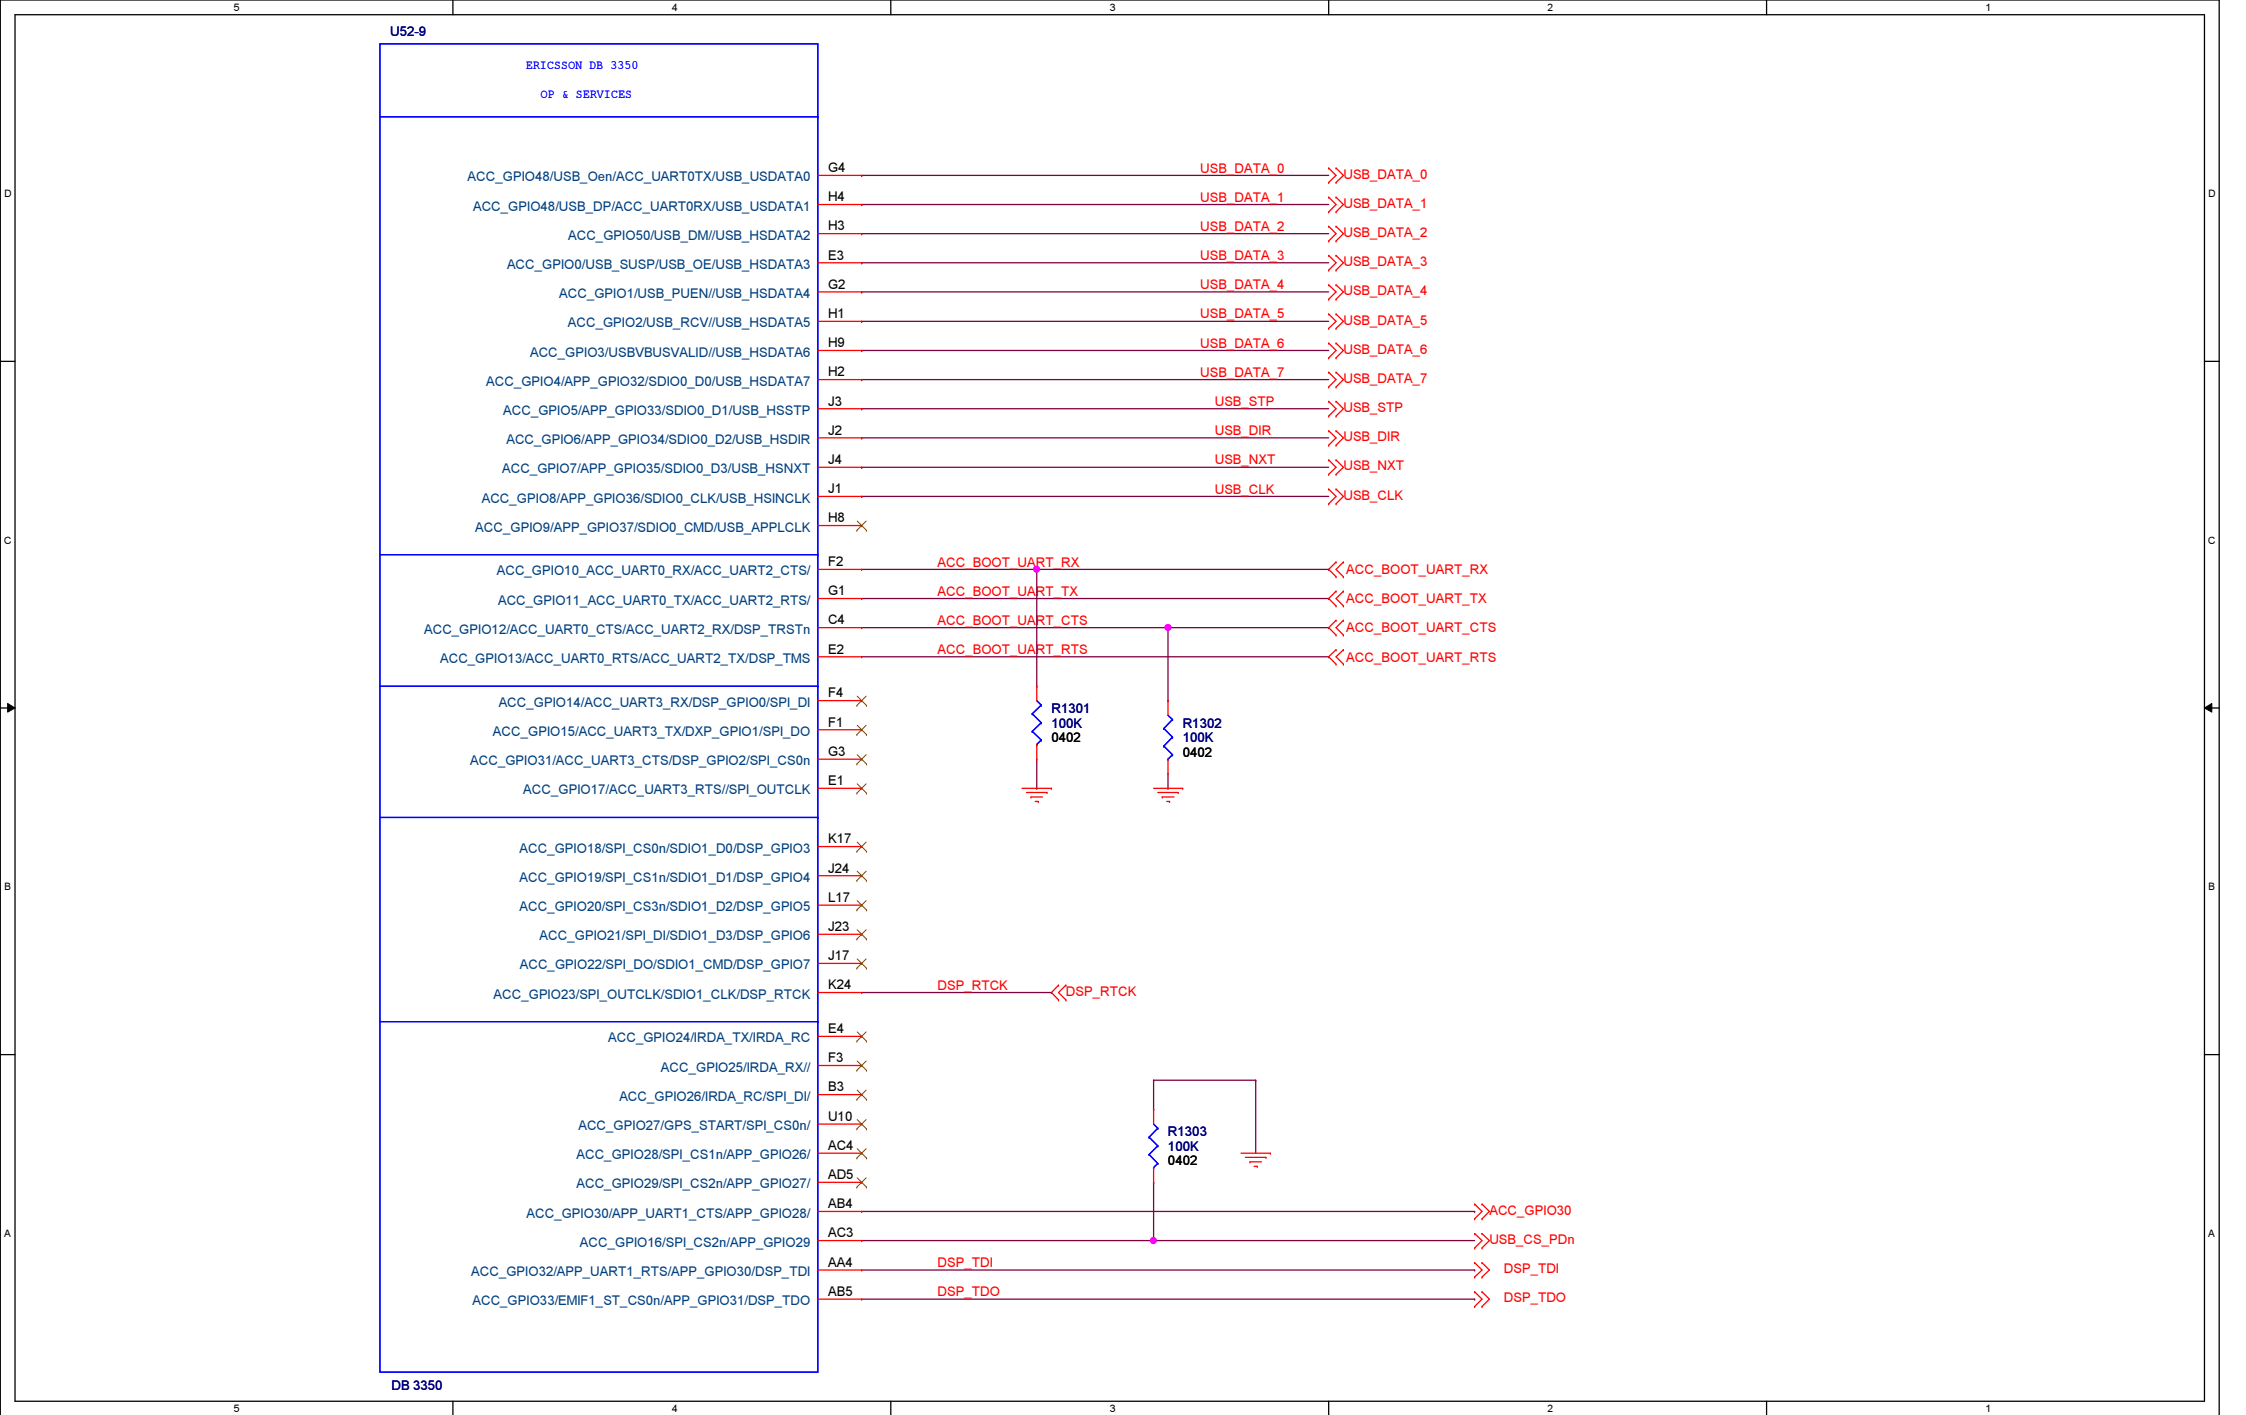 5 4 3 2 1
U52-9
ERICSSON DB 3350
OP & SERVICES
D D
ACC_GPIO48/USB_Oen/ACC_UART0TX/USB_USDATA0 G4 USB_DATA_0 USB_DATA_0
ACC_GPIO48/USB_DP/ACC_UART0RX/USB_USDATA1 H4 USB_DATA_1 USB_DATA_1
ACC_GPIO50/USB_DM//USB_HSDATA2 H3 USB_DATA_2 USB_DATA_2
ACC_GPIO0/USB_SUSP/USB_OE/USB_HSDATA3 E3 USB_DATA_3 USB_DATA_3
ACC_GPIO1/USB_PUEN//USB_HSDATA4 G2 USB_DATA_4 USB_DATA_4
ACC_GPIO2/USB_RCV//USB_HSDATA5 H1 USB_DATA_5 USB_DATA_5
ACC_GPIO3/USBVBUSVALID//USB_HSDATA6 H9 USB_DATA_6 USB_DATA_6
ACC_GPIO4/APP_GPIO32/SDIO0_D0/USB_HSDATA7 H2 USB_DATA_7 USB_DATA_7
ACC_GPIO5/APP_GPIO33/SDIO0_D1/USB_HSSTP J3 USB_STP USB_STP
ACC_GPIO6/APP_GPIO34/SDIO0_D2/USB_HSDIR J2 USB_DIR USB_DIR
ACC_GPIO7/APP_GPIO35/SDIO0_D3/USB_HSNXT J4 USB_NXT USB_NXT
ACC_GPIO8/APP_GPIO36/SDIO0_CLK/USB_HSINCLK J1 USB_CLK USB_CLK
ACC_GPIO9/APP_GPIO37/SDIO0_CMD/USB_APPLCLK H8
C C
ACC_GPIO10_ACC_UART0_RX/ACC_UART2_CTS/ F2 ACC_BOOT_UART_RX ACC_BOOT_UART_RX
ACC_GPIO11_ACC_UART0_TX/ACC_UART2_RTS/ G1 ACC_BOOT_UART_TX ACC_BOOT_UART_TX
ACC_GPIO12/ACC_UART0_CTS/ACC_UART2_RX/DSP_TRSTn C4 ACC_BOOT_UART_CTS ACC_BOOT_UART_CTS
ACC_GPIO13/ACC_UART0_RTS/ACC_UART2_TX/DSP_TMS E2 ACC_BOOT_UART_RTS ACC_BOOT_UART_RTS
ACC_GPIO14/ACC_UART3_RX/DSP_GPIO0/SPI_DI F4
ACC_GPIO15/ACC_UART3_TX/DXP_GPIO1/SPI_DO F1
ACC_GPIO31/ACC_UART3_CTS/DSP_GPIO2/SPI_CS0n G3
ACC_GPIO17/ACC_UART3_RTS//SPI_OUTCLK E1
R1301
100K
0402
R1302
100K
0402
ACC_GPIO18/SPI_CS0n/SDIO1_D0/DSP_GPIO3 K17
ACC_GPIO19/SPI_CS1n/SDIO1_D1/DSP_GPIO4 J24
B B
ACC_GPIO20/SPI_CS3n/SDIO1_D2/DSP_GPIO5 L17
ACC_GPIO21/SPI_DI/SDIO1_D3/DSP_GPIO6 J23
ACC_GPIO22/SPI_DO/SDIO1_CMD/DSP_GPIO7 J17
ACC_GPIO23/SPI_OUTCLK/SDIO1_CLK/DSP_RTCK K24 DSP_RTCK DSP_RTCK
ACC_GPIO24/IRDA_TX/IRDA_RC E4
ACC_GPIO25/IRDA_RX// F3
ACC_GPIO26/IRDA_RC/SPI_DI/ B3
ACC_GPIO27/GPS_START/SPI_CS0n/ U10
ACC_GPIO28/SPI_CS1n/APP_GPIO26/ AC4
ACC_GPIO29/SPI_CS2n/APP_GPIO27/ AD5
R1303
100K
0402
ACC_GPIO30/APP_UART1_CTS/APP_GPIO28/ AB4 ACC_GPIO30
A A
ACC_GPIO16/SPI_CS2n/APP_GPIO29 AC3 USB_CS_PDn
ACC_GPIO32/APP_UART1_RTS/APP_GPIO30/DSP_TDI AA4 DSP_TDI DSP_TDI
ACC_GPIO33/EMIF1_ST_CS0n/APP_GPIO31/DSP_TDO AB5 DSP_TDO DSP_TDO
DB 3350
5 4 3 2 1